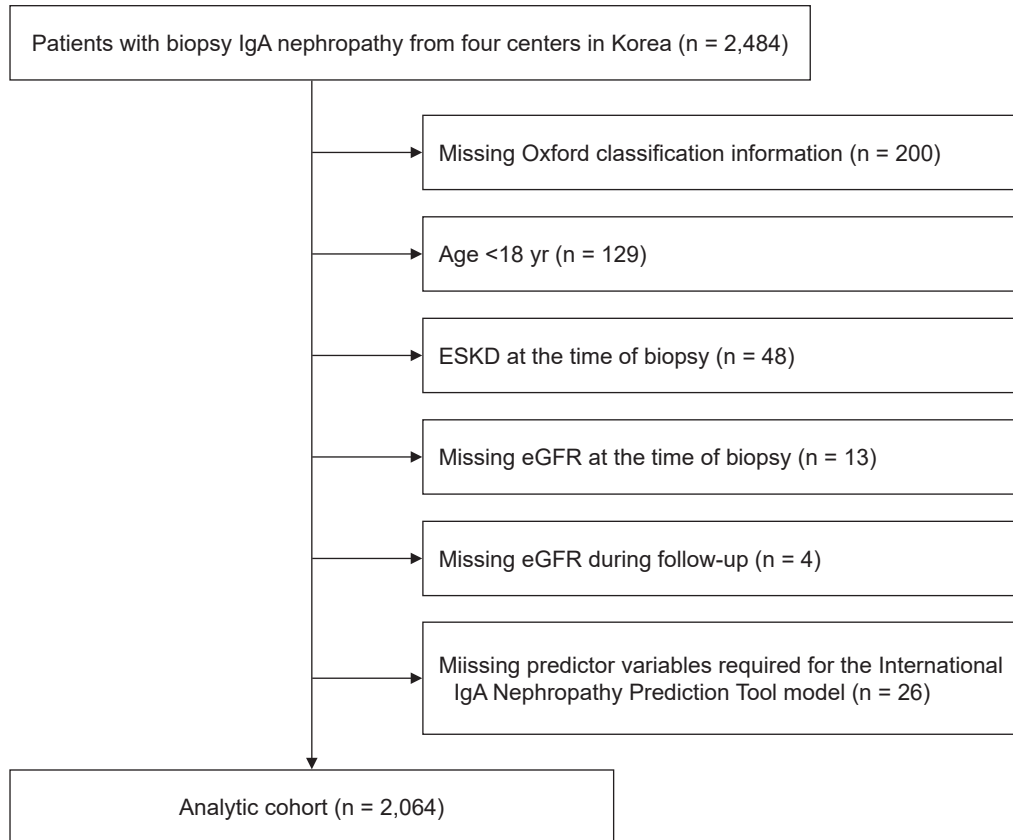 Patients with biopsy IgA nephropathy from four centers in Korea (n = 2,484)
Missing Oxford classification information (n = 200)
Age <18 yr (n = 129)
ESKD at the time of biopsy (n = 48)
Missing eGFR at the time of biopsy (n = 13)
Missing eGFR during follow-up (n = 4)
Miissing predictor variables required for the International
IgA Nephropathy Prediction Tool model (n = 26)
Analytic cohort (n = 2,064)